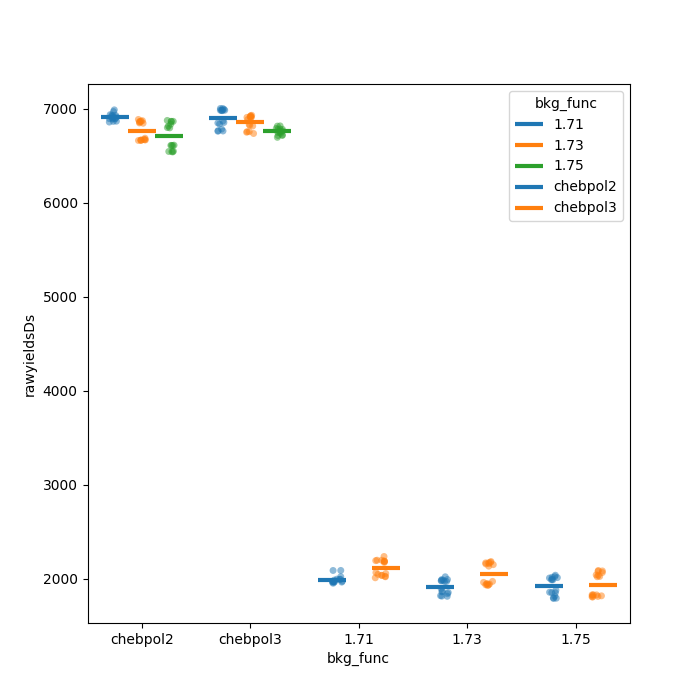 bkg_func
1.71
1.73
1.75
chebpol2
chebpol3
7000
6000
5000
4000
3000
2000
rawyieldsDs
chebpol2
chebpol3
1.71
1.73
1.75
bkg_func